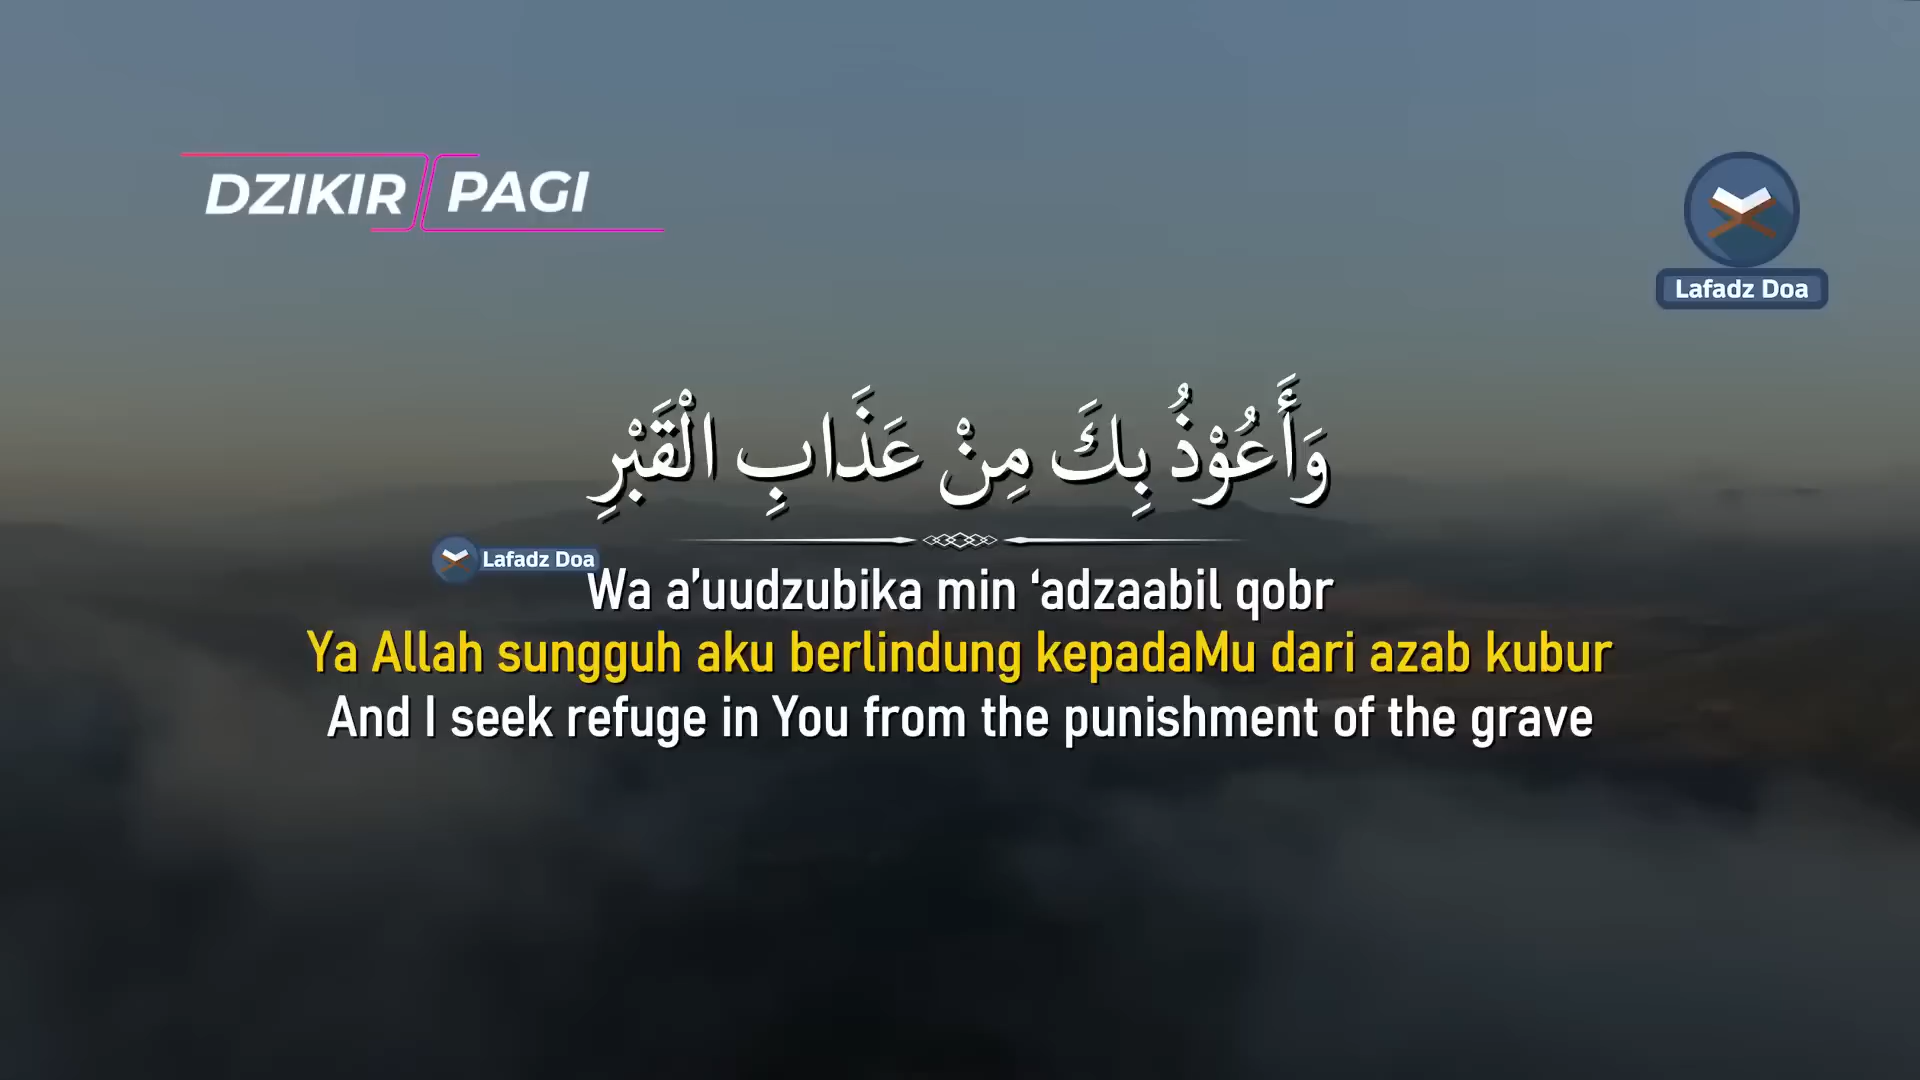 DZIKIR PAGI
Lafadz Doa
وَأَعُوْذُ بِكَ مِنْ عَذَابِ الْقَبْرِ
Lafadz Doa
Wa a’uudzubika min ‘adzaabil qobr
Ya Allah sungguh aku berlindung kepadaMu dari azab kubur
And I seek refuge in You from the punishment of the grave